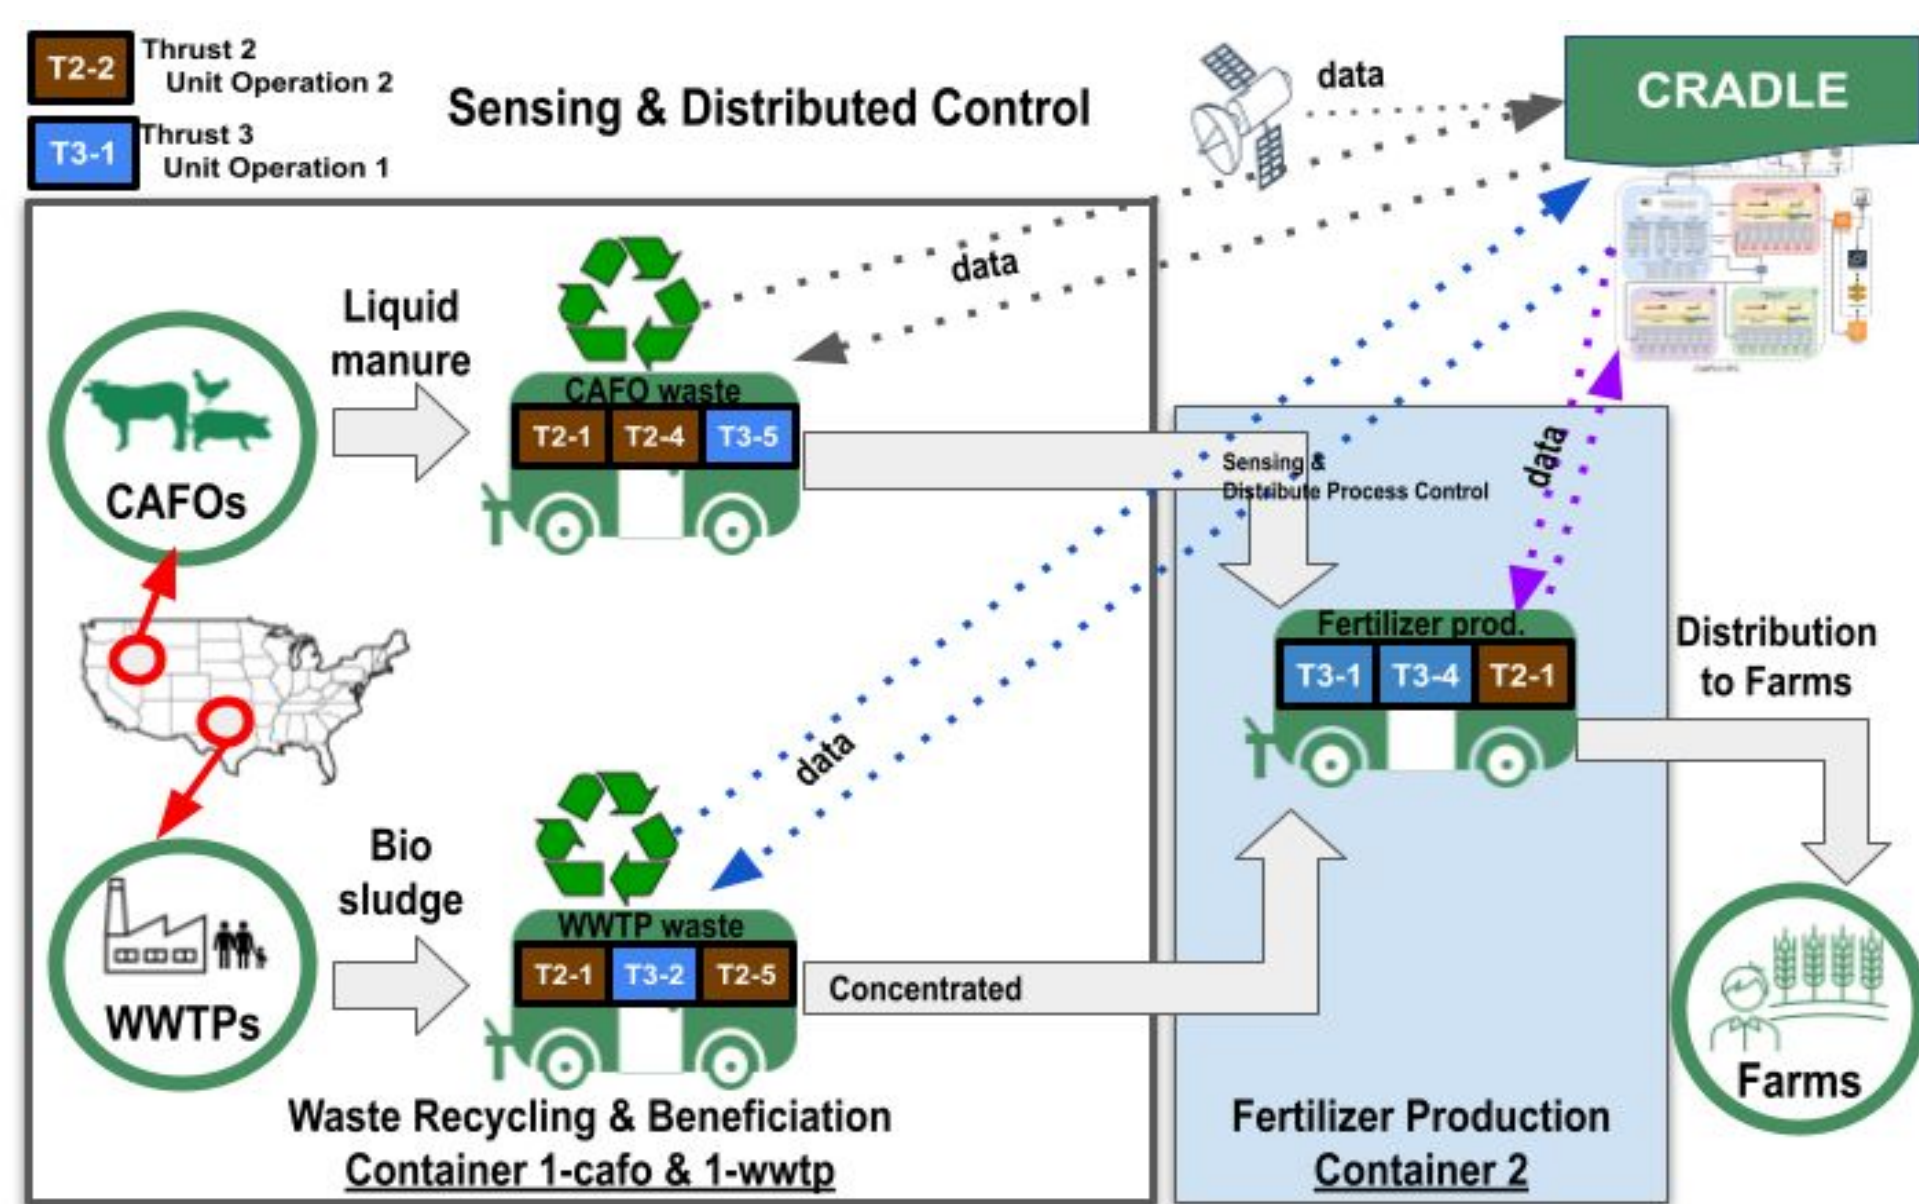 T2-2
Thrust 2
Unit Operation 2
T3-1
Thrust 3
Unit Operation 1
Sensing & Distributed Control
data
CRADLE
data
Liquid
manure
CAFO waste
T2-1 T2-4 T3-5
CAFOs
Sensing &
Distribute Process Control
data
Fertilizer prod.
T3-1 T3-4 T2-1
Distribution
to Farms
data
Bio
sludge
WWTP waste
T2-1 T3-2 T2-5
WWTPs
Concentrated
Farms
Waste Recycling & Beneficiation
Container 1-cafo & 1-wwtp
Fertilizer Production
Container 2